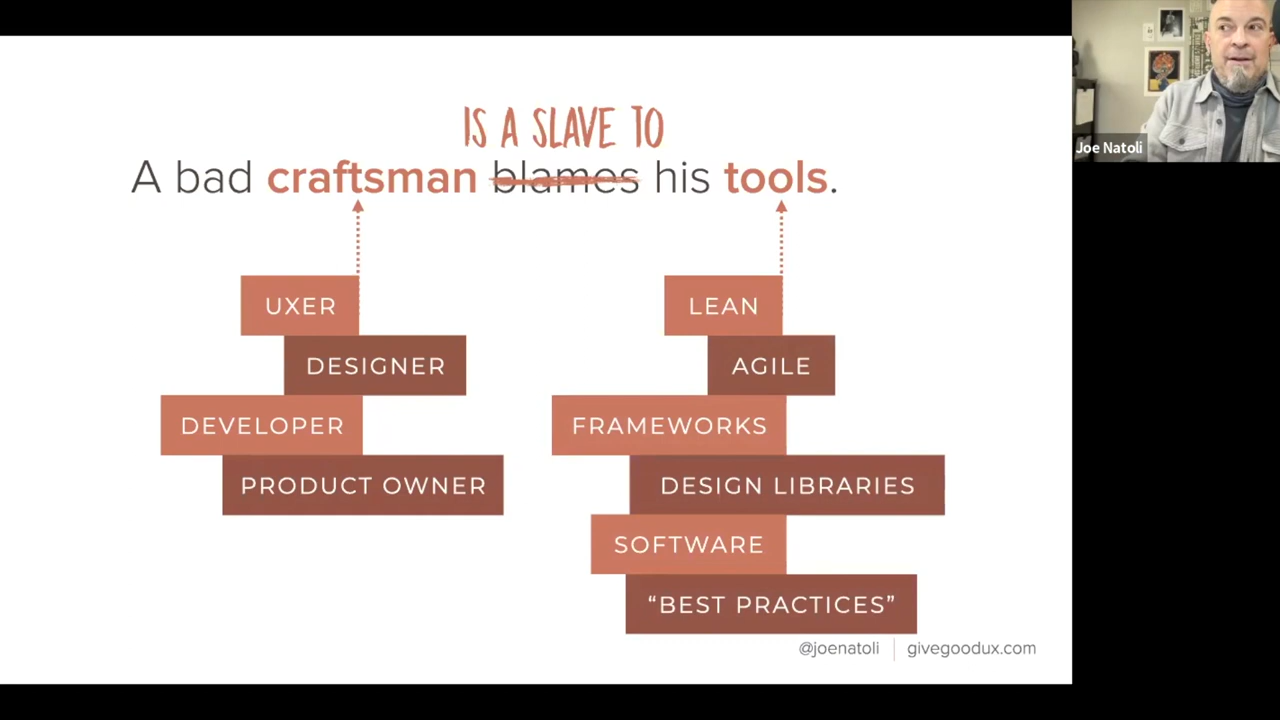 IS A SLAVE TO
A bad craftsman blames his tools.
UXER
DESIGNER
DEVELOPER
PRODUCT OWNER
LEAN
AGILE
FRAMEWORKS
DESIGN LIBRARIES
SOFTWARE
“BEST PRACTICES”
@joenatoli | givegoodux.com
Joe Natoli